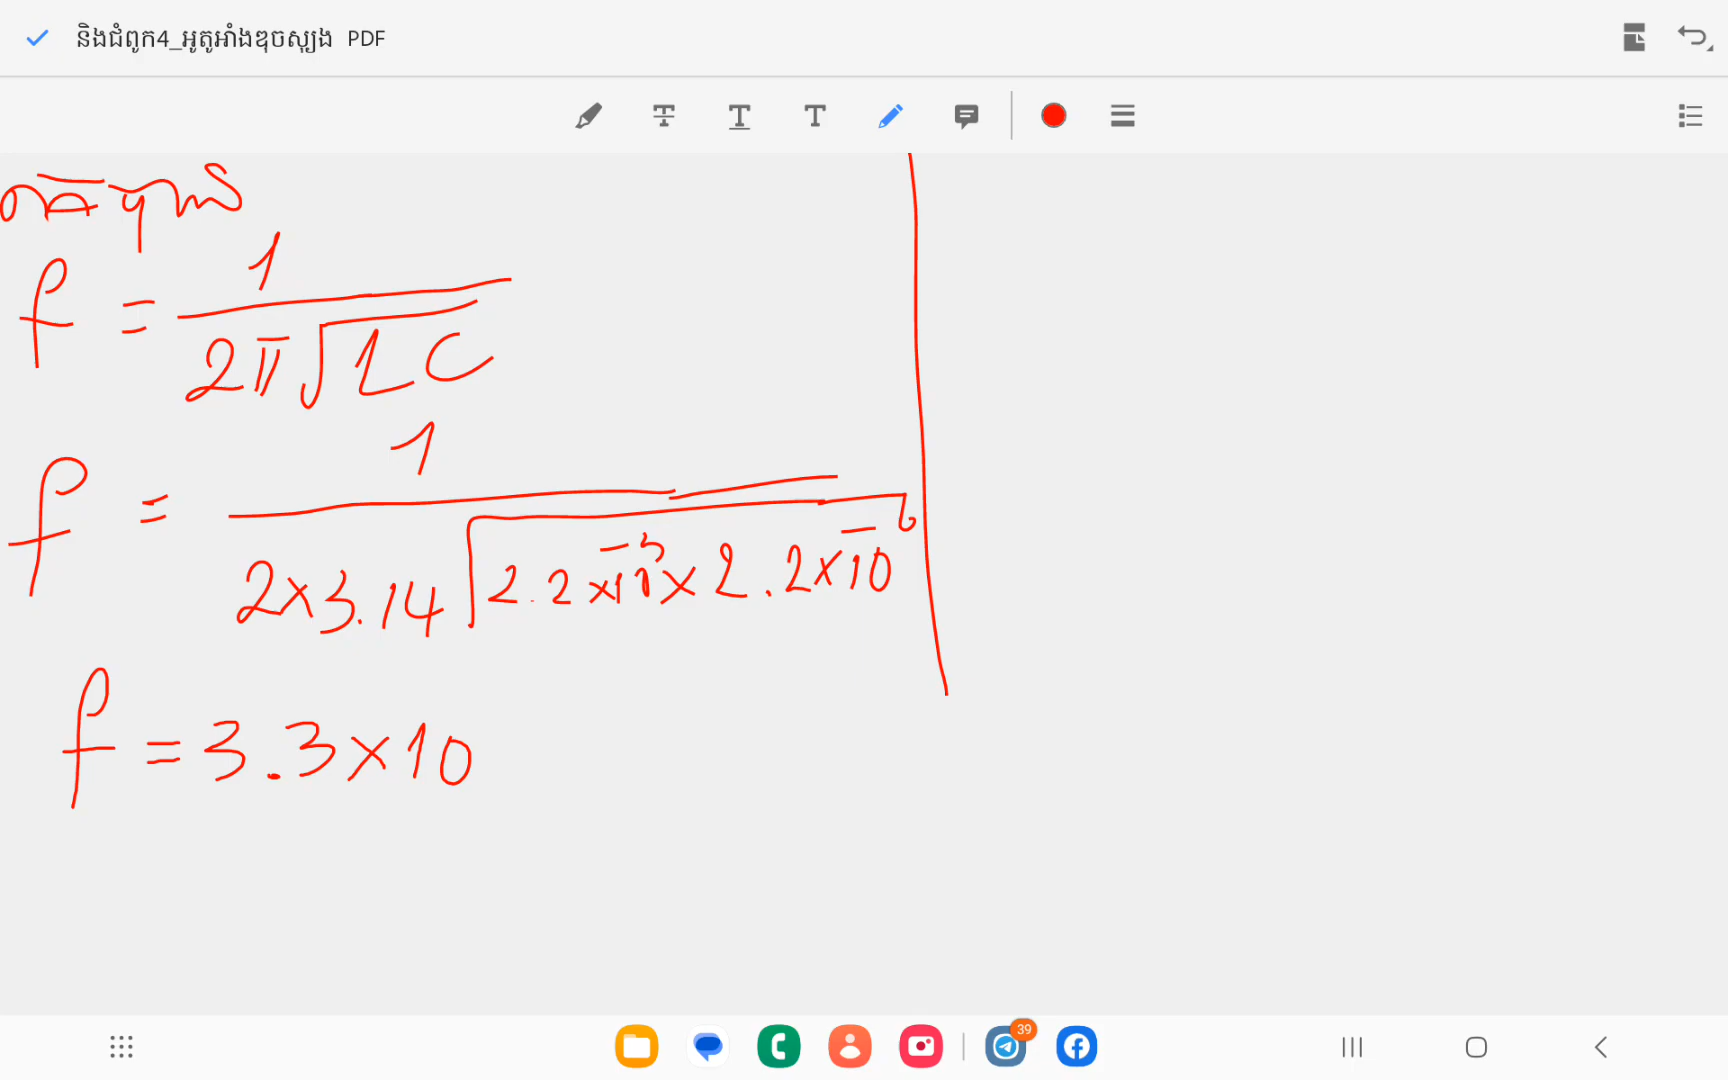 និងជំពូក4_អូតូអាំងឌុចស្យុង PDF
f = 1 / 2π√LC
f = 1 / 2×3.14√2.2×10⁻³×2.2×10⁻⁶
f = 3.3×10
39